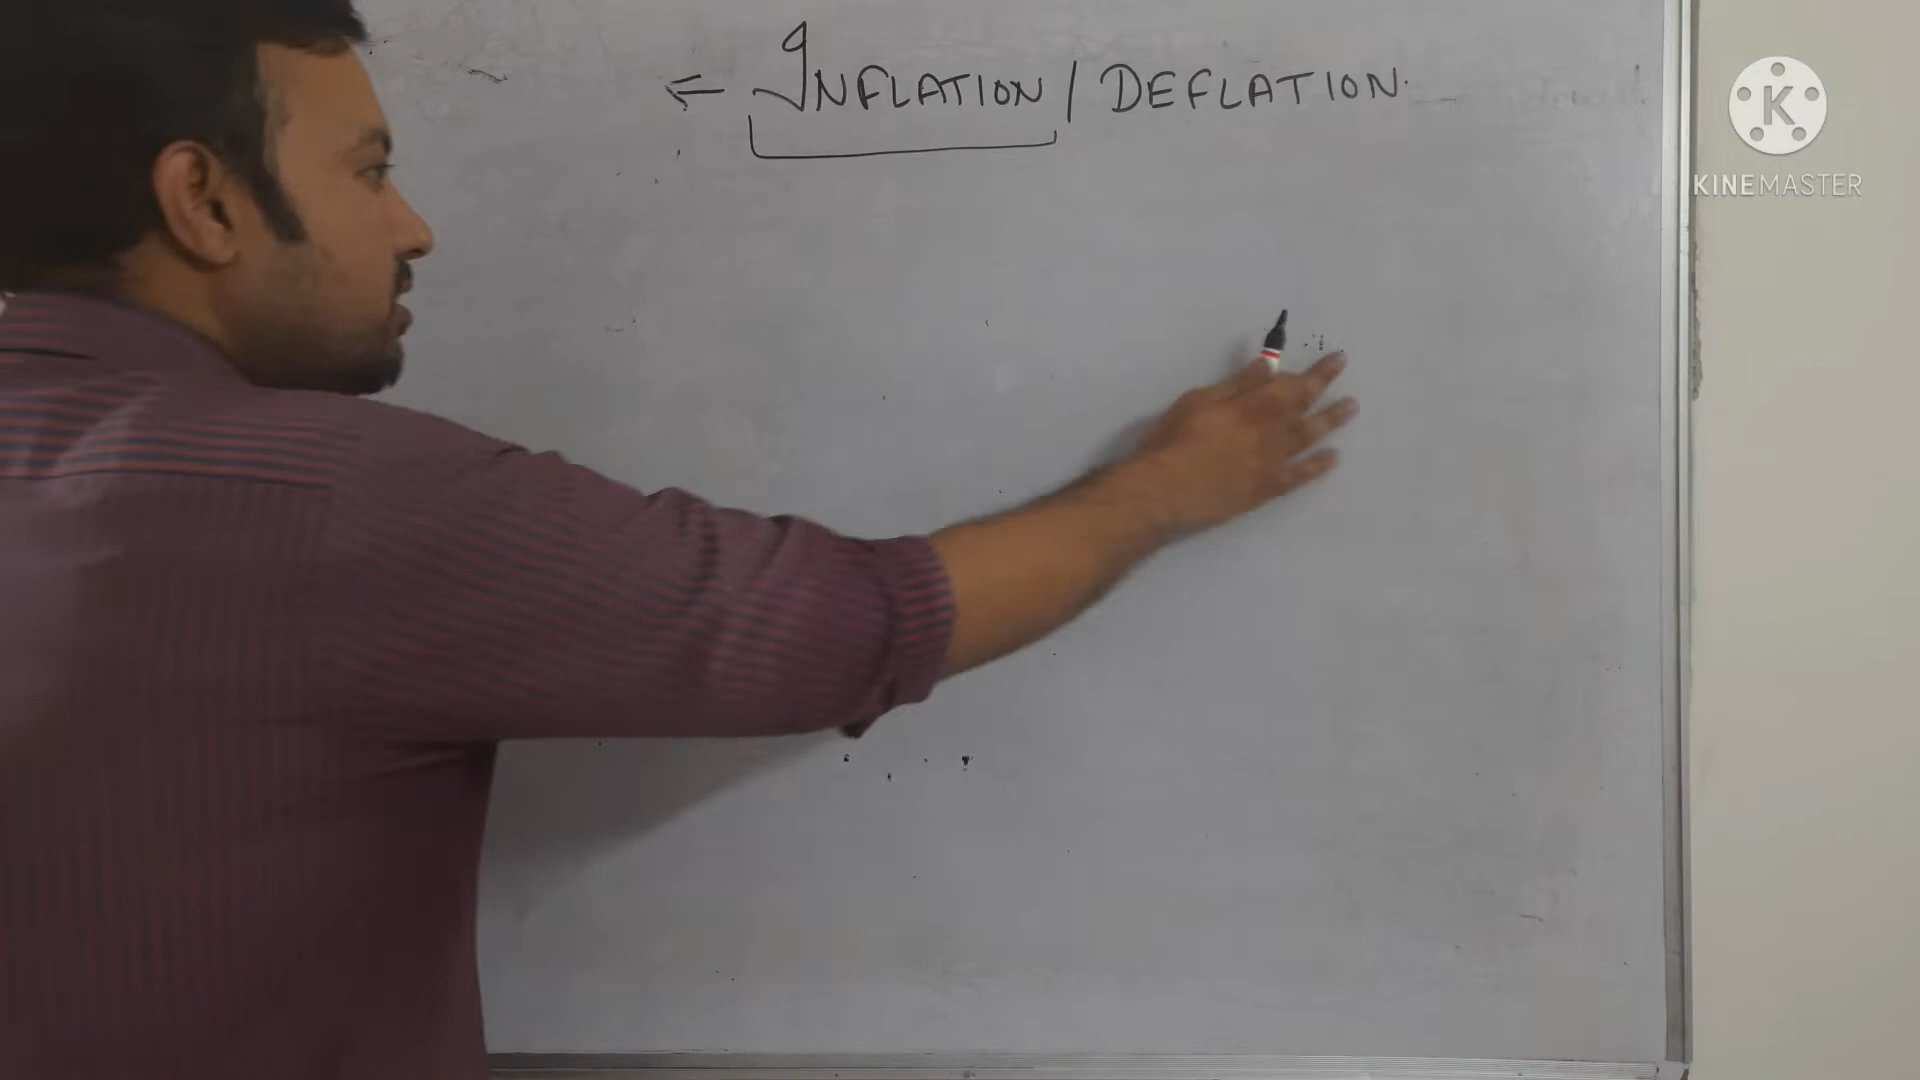 ⇐ INFLATION / DEFLATION.
K
KINEMASTER